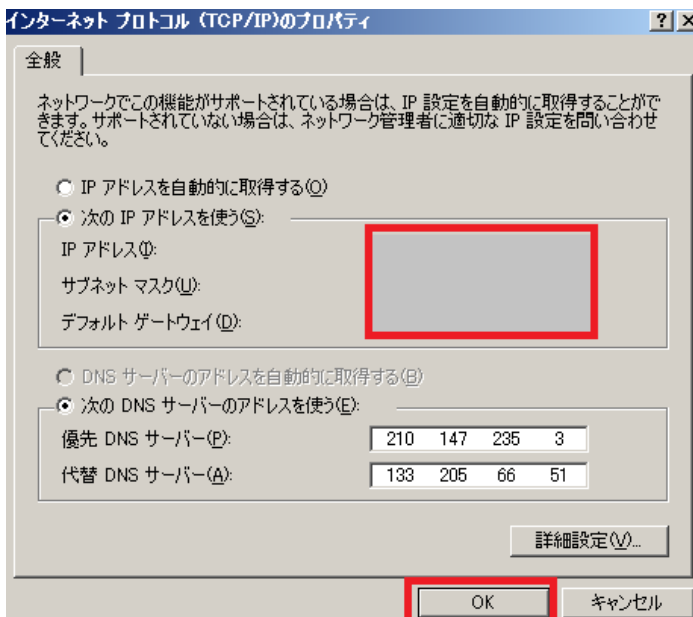 インターネット プロトコル (TCP/IP)のプロパティ
全般
ネットワークでこの機能がサポートされている場合は、IP 設定を自動的に取得することがで
きます。サポートされていない場合は、ネットワーク管理者に適切な IP 設定を問い合わせ
てください。
IP アドレスを自動的に取得する(O)
次の IP アドレスを使う(S):
IP アドレス(I):
サブネット マスク(U):
デフォルト ゲートウェイ(D):
DNS サーバーのアドレスを自動的に取得する(B)
次の DNS サーバーのアドレスを使う(E):
優先 DNS サーバー(P): 210 147 235 3
代替 DNS サーバー(A): 133 205 66 51
詳細設定(V)...
OK キャンセル